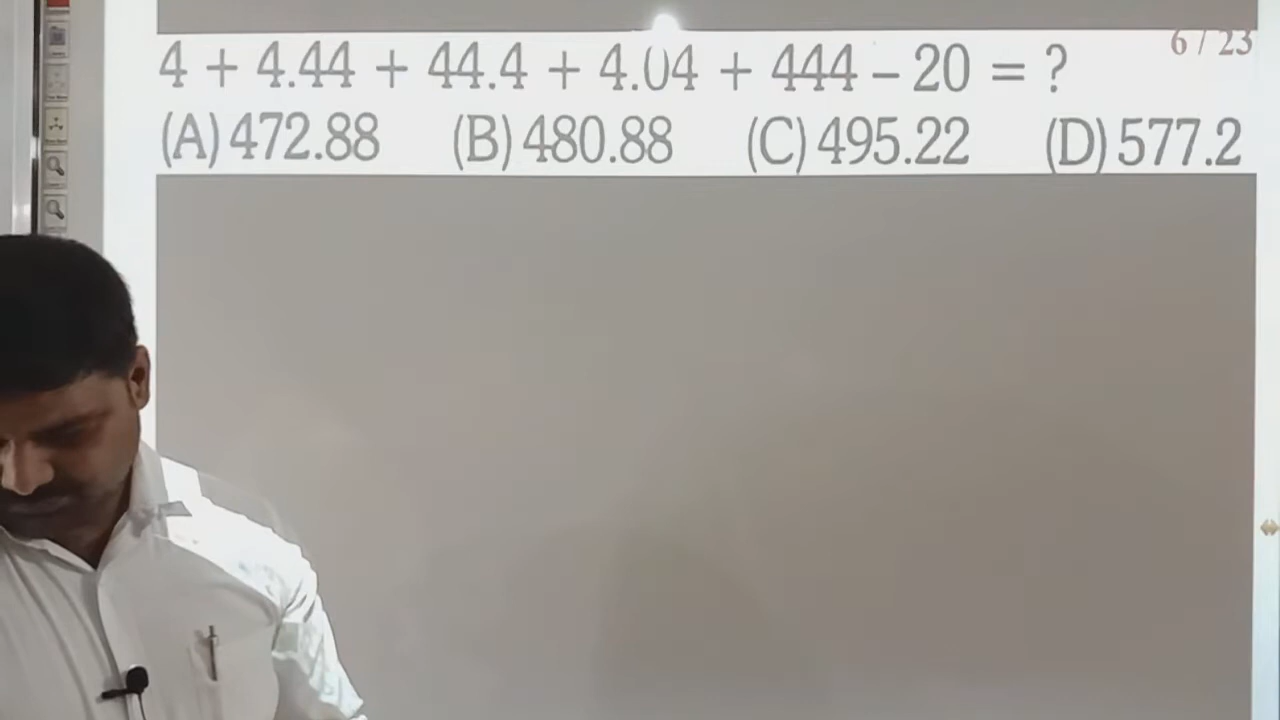 6 / 23
4 + 4.44 + 44.4 + 4.04 + 444 – 20 = ?
(A) 472.88 (B) 480.88 (C) 495.22 (D) 577.2